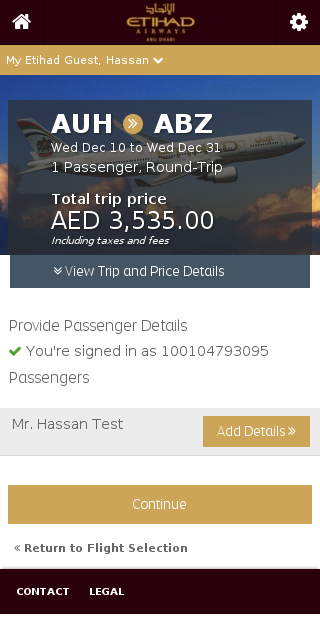 الإتحاد
ETIHAD
AIRWAYS
ABU DHABI
My Etihad Guest, Hassan
AUH ABZ
Wed Dec 10 to Wed Dec 31
1 Passenger, Round-Trip
Total trip price
AED 3,535.00
Including taxes and fees
View Trip and Price Details
Provide Passenger Details
You're signed in as 100104793095
Passengers
Mr. Hassan Test
Add Details
Continue
Return to Flight Selection
CONTACT LEGAL